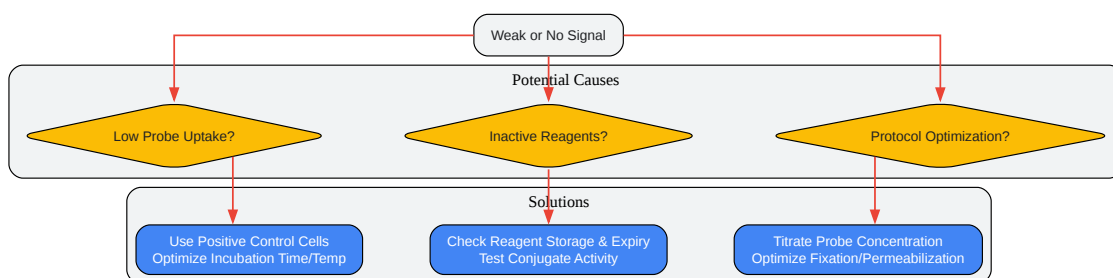 Weak or No Signal
Potential Causes
Low Probe Uptake?
Inactive Reagents?
Protocol Optimization?
Solutions
Use Positive Control Cells
Optimize Incubation Time/Temp
Check Reagent Storage & Expiry
Test Conjugate Activity
Titrate Probe Concentration
Optimize Fixation/Permeabilization